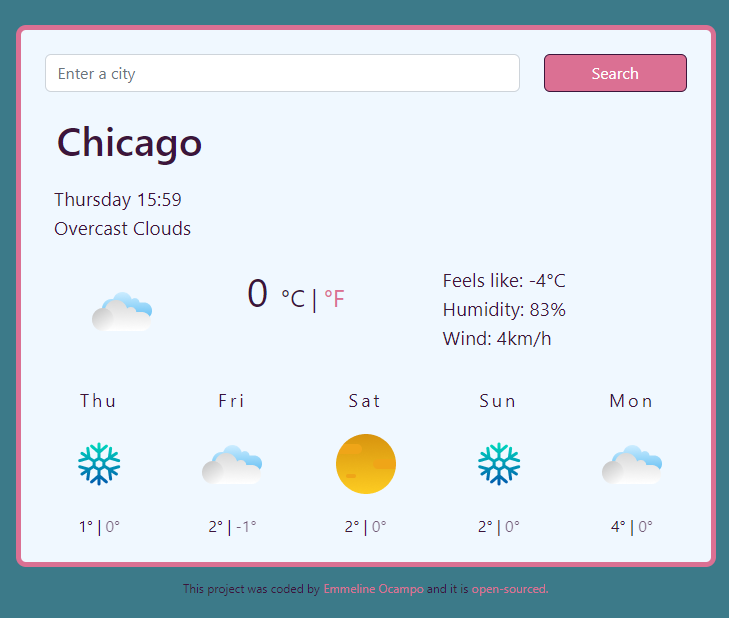 Enter a city
Search
Chicago
Thursday 15:59
Overcast Clouds
0 °C | °F
Feels like: -4°C
Humidity: 83%
Wind: 4km/h
Thu Fri Sat Sun Mon
1° | 0° 2° | -1° 2° | 0° 2° | 0° 4° | 0°
This project was coded by Emmeline Ocampo and it is open-sourced.